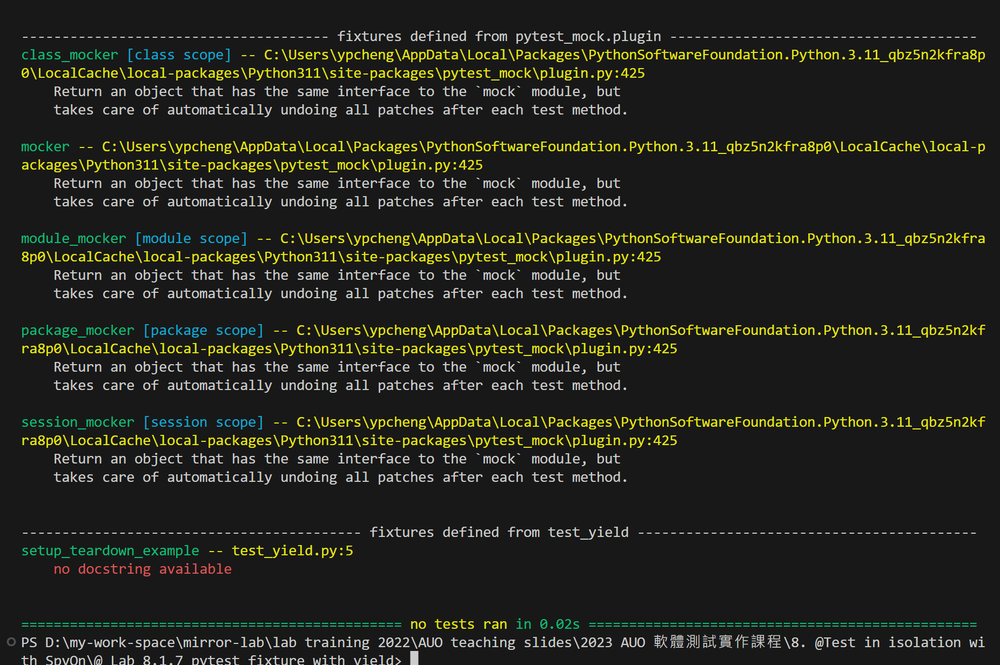 -------------------------------------- fixtures defined from pytest_mock.plugin --------------------------------------
class_mocker [class scope] -- C:\Users\ypcheng\AppData\Local\Packages\PythonSoftwareFoundation.Python.3.11_qbz5n2kfra8p
0\LocalCache\local-packages\Python311\site-packages\pytest_mock\plugin.py:425
    Return an object that has the same interface to the `mock` module, but
    takes care of automatically undoing all patches after each test method.

mocker -- C:\Users\ypcheng\AppData\Local\Packages\PythonSoftwareFoundation.Python.3.11_qbz5n2kfra8p0\LocalCache\local-p
ackages\Python311\site-packages\pytest_mock\plugin.py:425
    Return an object that has the same interface to the `mock` module, but
    takes care of automatically undoing all patches after each test method.

module_mocker [module scope] -- C:\Users\ypcheng\AppData\Local\Packages\PythonSoftwareFoundation.Python.3.11_qbz5n2kfra
8p0\LocalCache\local-packages\Python311\site-packages\pytest_mock\plugin.py:425
    Return an object that has the same interface to the `mock` module, but
    takes care of automatically undoing all patches after each test method.

package_mocker [package scope] -- C:\Users\ypcheng\AppData\Local\Packages\PythonSoftwareFoundation.Python.3.11_qbz5n2kf
ra8p0\LocalCache\local-packages\Python311\site-packages\pytest_mock\plugin.py:425
    Return an object that has the same interface to the `mock` module, but
    takes care of automatically undoing all patches after each test method.

session_mocker [session scope] -- C:\Users\ypcheng\AppData\Local\Packages\PythonSoftwareFoundation.Python.3.11_qbz5n2kf
ra8p0\LocalCache\local-packages\Python311\site-packages\pytest_mock\plugin.py:425
    Return an object that has the same interface to the `mock` module, but
    takes care of automatically undoing all patches after each test method.

------------------------------------------ fixtures defined from test_yield ------------------------------------------
setup_teardown_example -- test_yield.py:5
    no docstring available

=============================================== no tests ran in 0.02s ================================================
PS D:\my-work-space\mirror-lab\lab training 2022\AUO teaching slides\2023 AUO 軟體測試實作課程\8. @Test in isolation wi
th SpyOn\@ Lab 8.1.7 pytest fixture with yield>